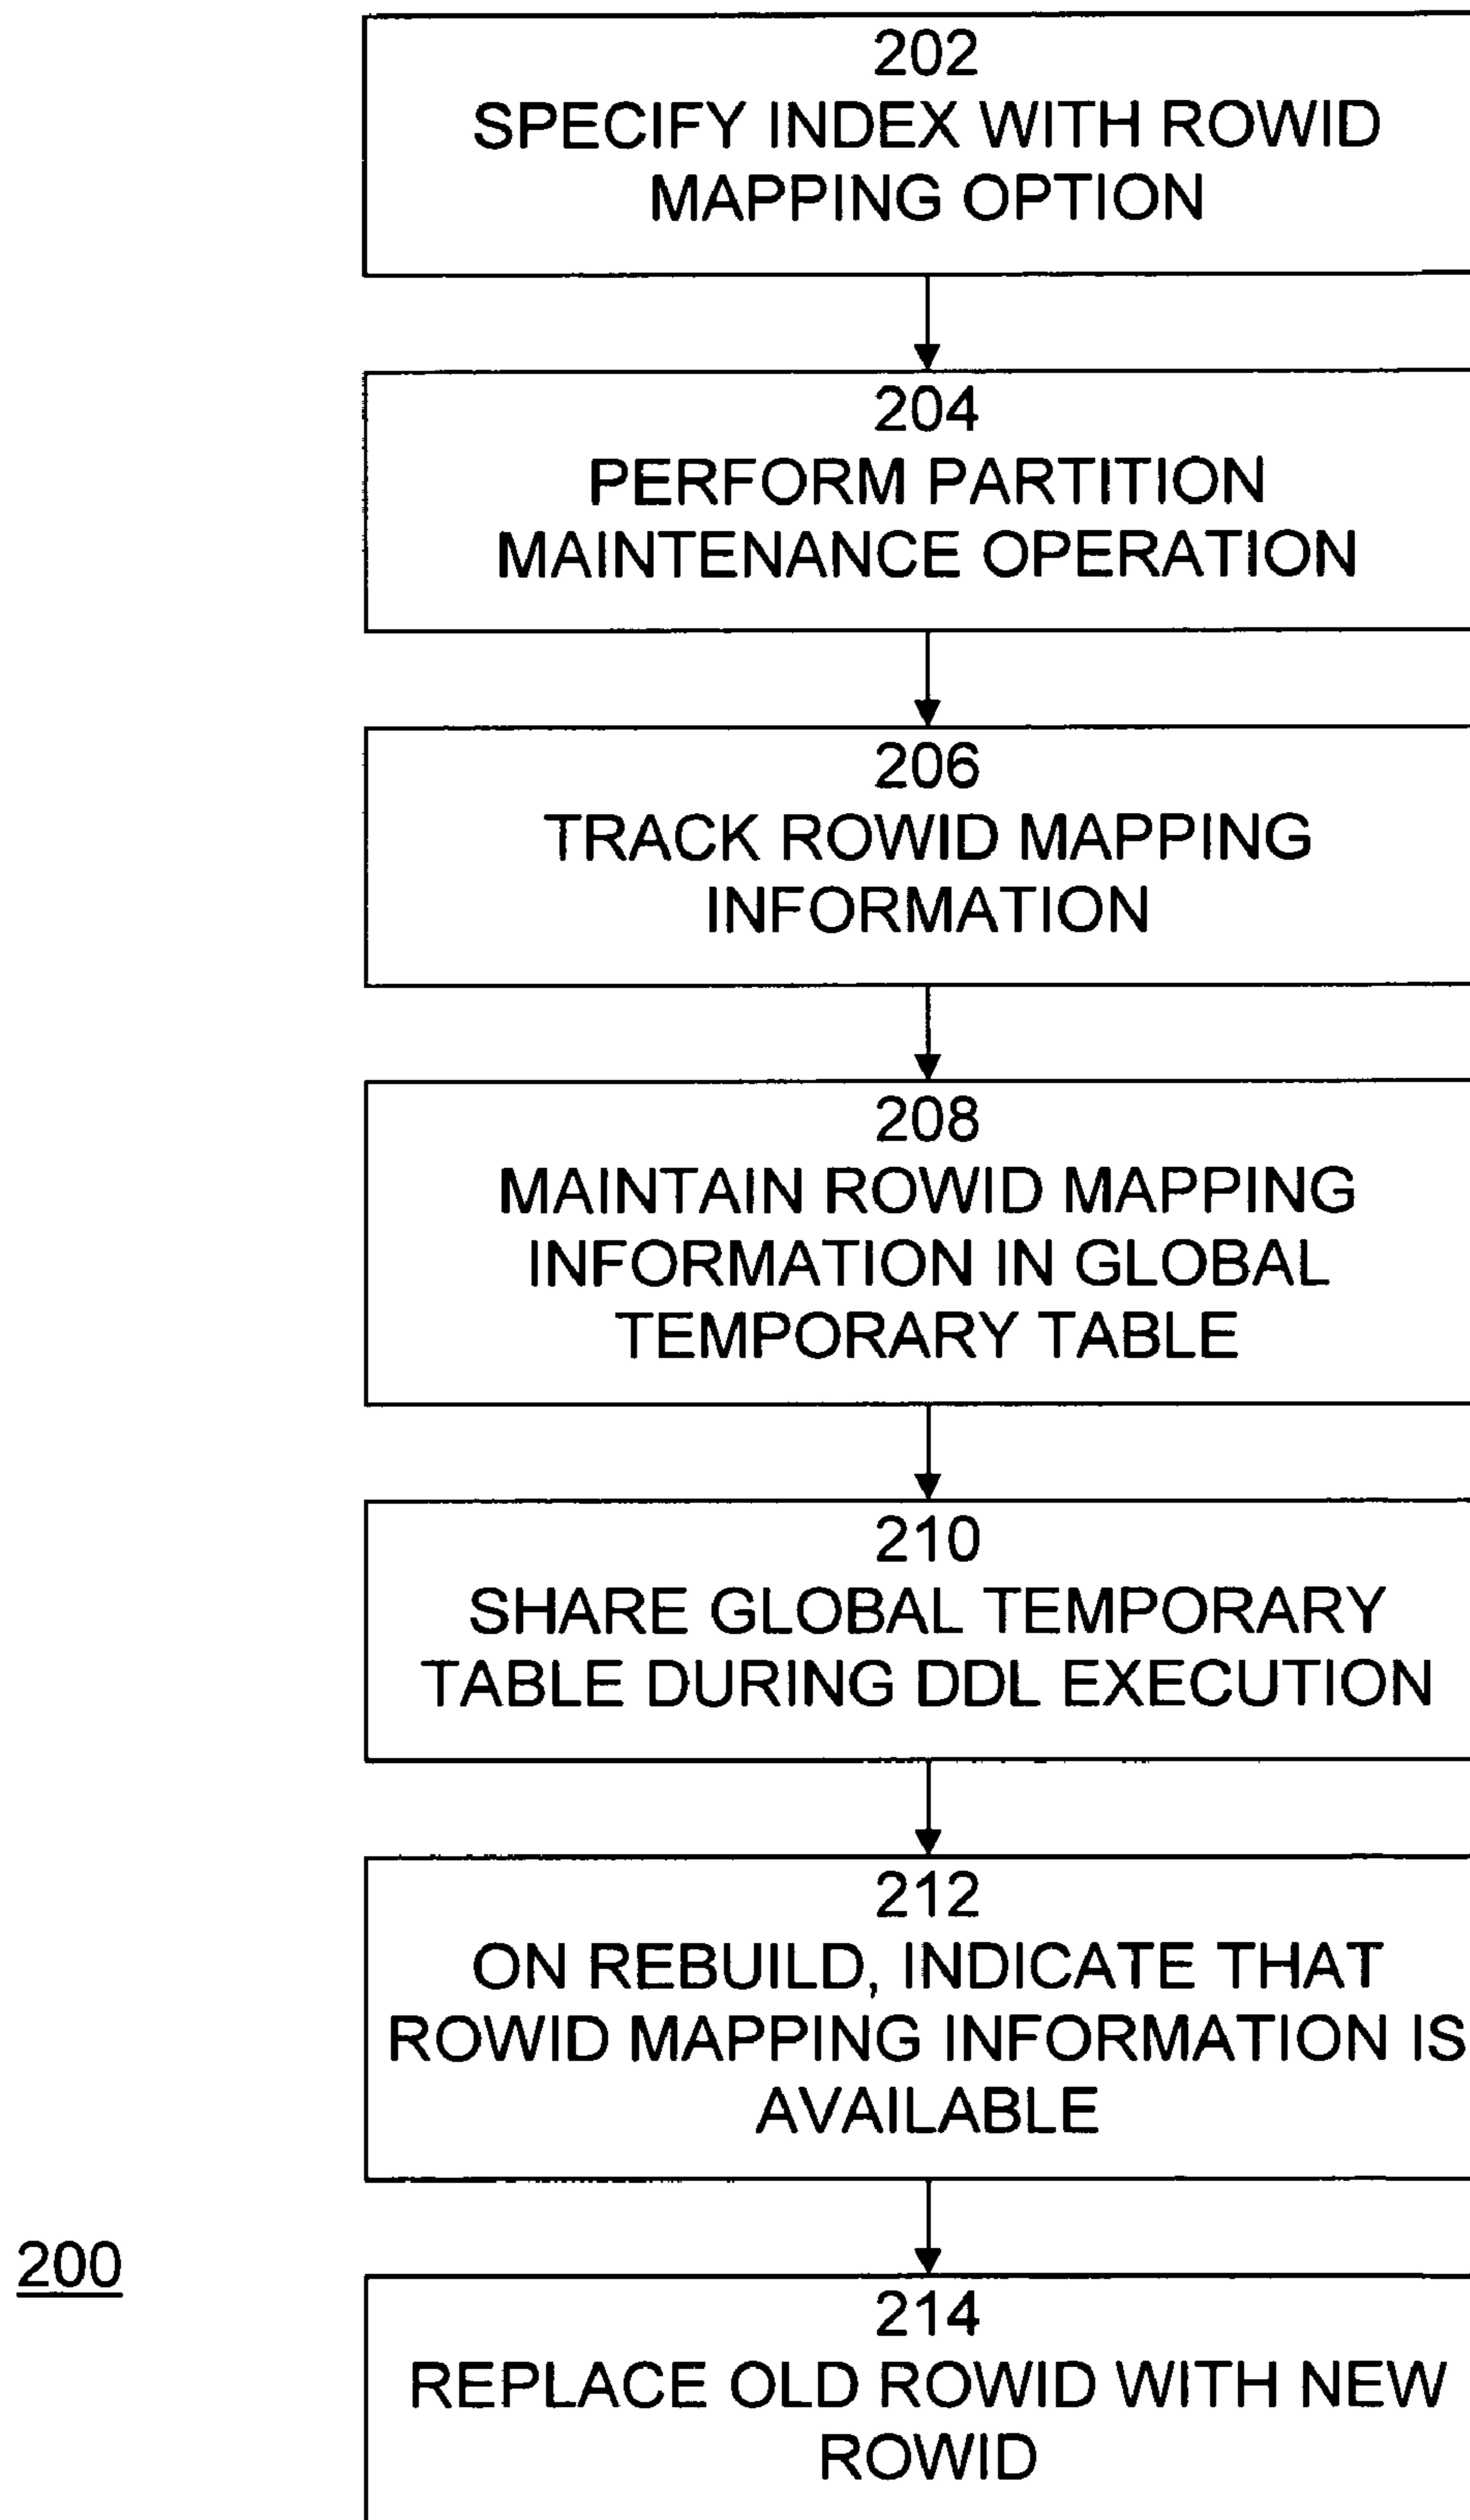 202
SPECIFY INDEX WITH ROWID
MAPPING OPTION
204
PERFORM PARTITION
MAINTENANCE OPERATION
206
TRACK ROWID MAPPING
INFORMATION
208
MAINTAIN ROWID MAPPING
INFORMATION IN GLOBAL
TEMPORARY TABLE
210
SHARE GLOBAL TEMPORARY
TABLE DURING DDL EXECUTION
212
ON REBUILD, INDICATE THAT
ROWID MAPPING INFORMATION IS
AVAILABLE
200
214
REPLACE OLD ROWID WITH NEW
ROWID